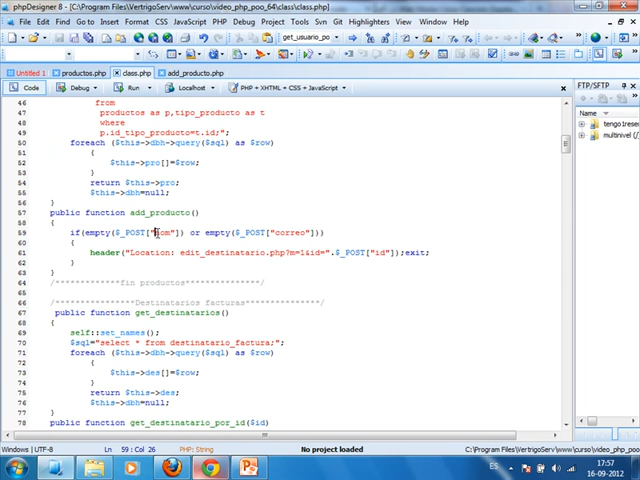 phpDesigner 8 - [C:\Program Files\VertrigoServ\www\curso\video_php_poo_64\class\class.php]
File Edit Go To Insert Format CSS JavaScript PHP Debug Project Tools SVN Git Highlighters View Window Help
get_usuario_po
Untitled 1 productos.php class.php add_producto.php
Code Debug Run Localhost PHP + XHTML + CSS + JavaScript
FTP/SFTP
tengo1rese
multinivel (/
46 from
47 productos as p,tipo_producto as t
48 where
49 p.id_tipo_producto=t.id;";
50 foreach ($this->dbh->query($sql) as $row)
51 {
52 $this->pro[]=$row;
53 }
54 return $this->pro;
55 $this->dbh=null;
56 }
57 public function add_producto()
58 {
59 if(empty($_POST["nom"]) or empty($_POST["correo"]))
60 {
61 header("Location: edit_destinatario.php?m=1&id=".$_POST["id"]);exit;
62 }
63 }
64 /*************fin productos***************/
65
66 /*************Destinatarios facturas***************/
67 public function get_destinatarios()
68 {
69 self::set_names();
70 $sql="select * from destinatario_factura;";
71 foreach ($this->dbh->query($sql) as $row)
72 {
73 $this->des[]=$row;
74 }
75 return $this->des;
76 $this->dbh=null;
77 }
78 public function get_destinatario_por_id($id)
Windows - UTF-8 Ln 59 : Col 26 PHP: String No project loaded C:\Program Files\VertrigoServ\www\curso\video_php_poo
ES 17:57
16-09-2012